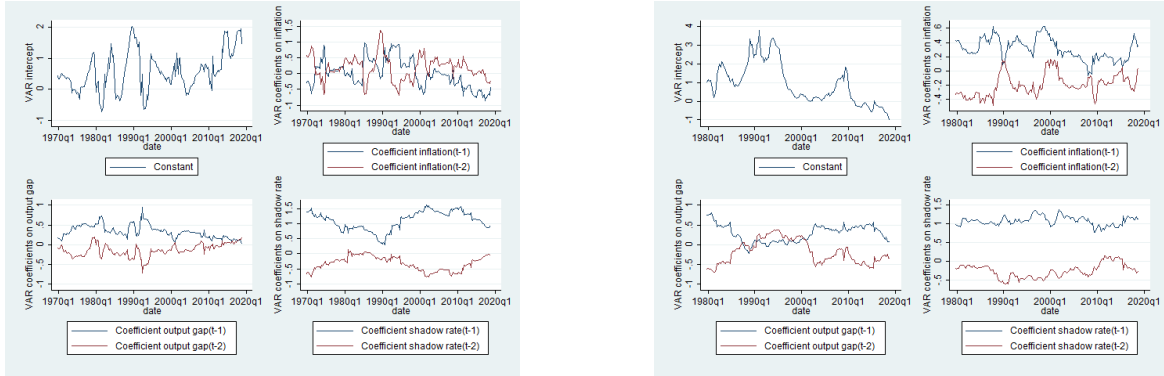 VAR intercept
-1 0 1 2
1970q1 1980q1 1990q1 2000q1 2010q1 2020q1
date
Constant
VAR coefficients on inflation
-1 -.5 0 .5 1 1.5
1970q1 1980q1 1990q1 2000q1 2010q1 2020q1
date
Coefficient inflation(t-1)
Coefficient inflation(t-2)
VAR coefficients on output gap
-1 -.5 0 .5 1
1970q1 1980q1 1990q1 2000q1 2010q1 2020q1
date
Coefficient output gap(t-1)
Coefficient output gap(t-2)
VAR coefficients on shadow rate
-1 -.5 0 .5 1 1.5
1970q1 1980q1 1990q1 2000q1 2010q1 2020q1
date
Coefficient shadow rate(t-1)
Coefficient shadow rate(t-2)
VAR intercept
-1 0 1 2 3 4
1980q1 1990q1 2000q1 2010q1 2020q1
date
Constant
VAR coefficients on inflation
-.4 -.2 0 .2 .4 .6
1980q1 1990q1 2000q1 2010q1 2020q1
date
Coefficient inflation(t-1)
Coefficient inflation(t-2)
VAR coefficients on output gap
-1 -.5 0 .5 1
1980q1 1990q1 2000q1 2010q1 2020q1
date
Coefficient output gap(t-1)
Coefficient output gap(t-2)
VAR coefficients on shadow rate
-.5 0 .5 1 1.5
1980q1 1990q1 2000q1 2010q1 2020q1
date
Coefficient shadow rate(t-1)
Coefficient shadow rate(t-2)